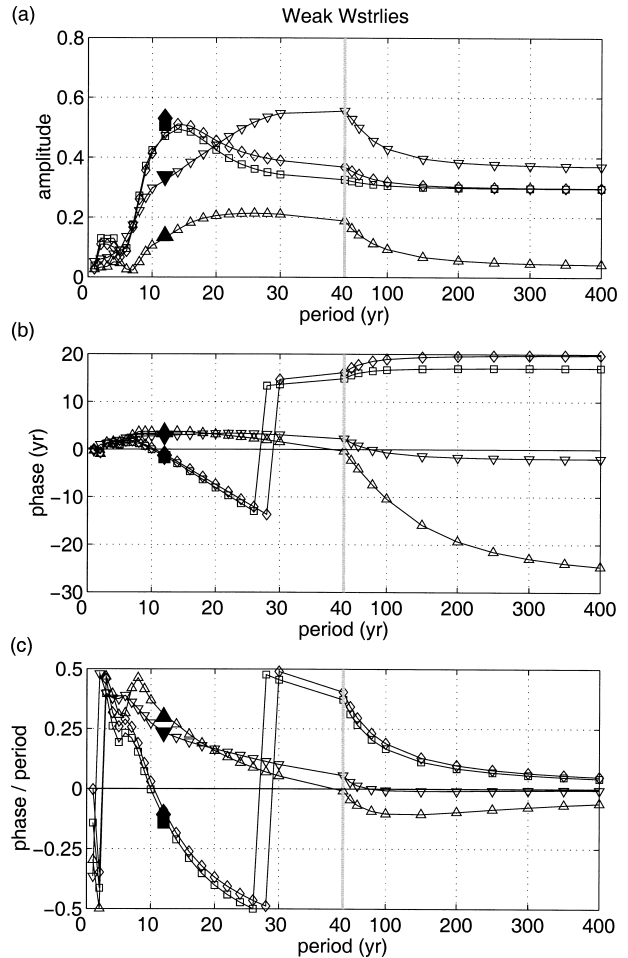 (a)
Weak Wstrlies
0.8
0.6
0.4
0.2
0
amplitude
0 10 20 30 40 100 200 300 400
period (yr)
(b)
20
10
0
−10
−20
−30
phase (yr)
0 10 20 30 40 100 200 300 400
period (yr)
(c)
0.5
0.25
0
−0.25
−0.5
phase / period
0 10 20 30 40 100 200 300 400
period (yr)